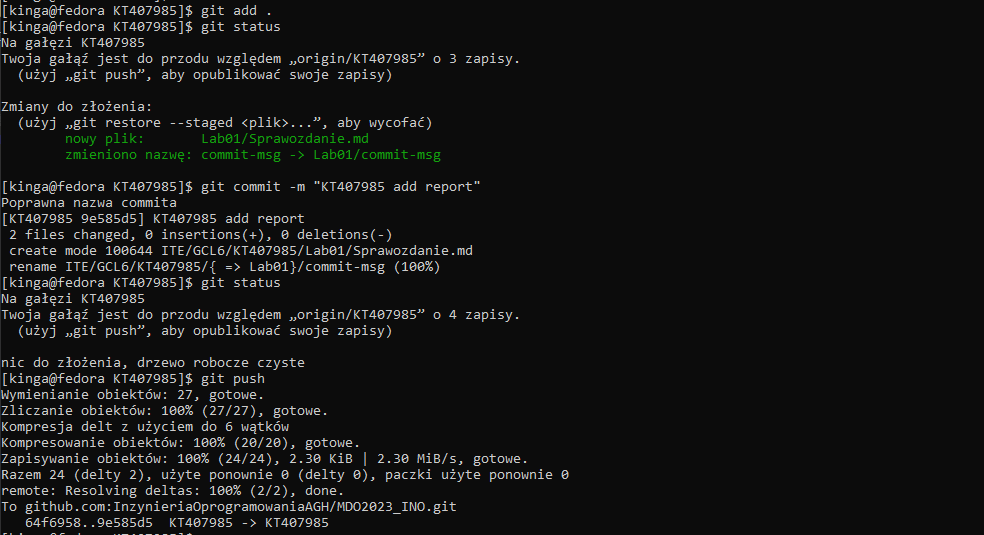 [kinga@fedora KT407985]$ git add .
[kinga@fedora KT407985]$ git status
Na gałęzi KT407985
Twoja gałąź jest do przodu względem „origin/KT407985” o 3 zapisy.
  (użyj „git push”, aby opublikować swoje zapisy)

Zmiany do złożenia:
  (użyj „git restore --staged <plik>...”, aby wycofać)
        nowy plik:       Lab01/Sprawozdanie.md
        zmieniono nazwę: commit-msg -> Lab01/commit-msg

[kinga@fedora KT407985]$ git commit -m "KT407985 add report"
Poprawna nazwa commita
[KT407985 9e585d5] KT407985 add report
 2 files changed, 0 insertions(+), 0 deletions(-)
 create mode 100644 ITE/GCL6/KT407985/Lab01/Sprawozdanie.md
 rename ITE/GCL6/KT407985/{ => Lab01}/commit-msg (100%)
[kinga@fedora KT407985]$ git status
Na gałęzi KT407985
Twoja gałąź jest do przodu względem „origin/KT407985” o 4 zapisy.
  (użyj „git push”, aby opublikować swoje zapisy)

nic do złożenia, drzewo robocze czyste
[kinga@fedora KT407985]$ git push
Wymienianie obiektów: 27, gotowe.
Zliczanie obiektów: 100% (27/27), gotowe.
Kompresja delt z użyciem do 6 wątków
Kompresowanie obiektów: 100% (20/20), gotowe.
Zapisywanie obiektów: 100% (24/24), 2.30 KiB | 2.30 MiB/s, gotowe.
Razem 24 (delty 2), użyte ponownie 0 (delty 0), paczki użyte ponownie 0
remote: Resolving deltas: 100% (2/2), done.
To github.com:InzynieriaOprogramowaniaAGH/MDO2023_INO.git
   64f6958..9e585d5  KT407985 -> KT407985